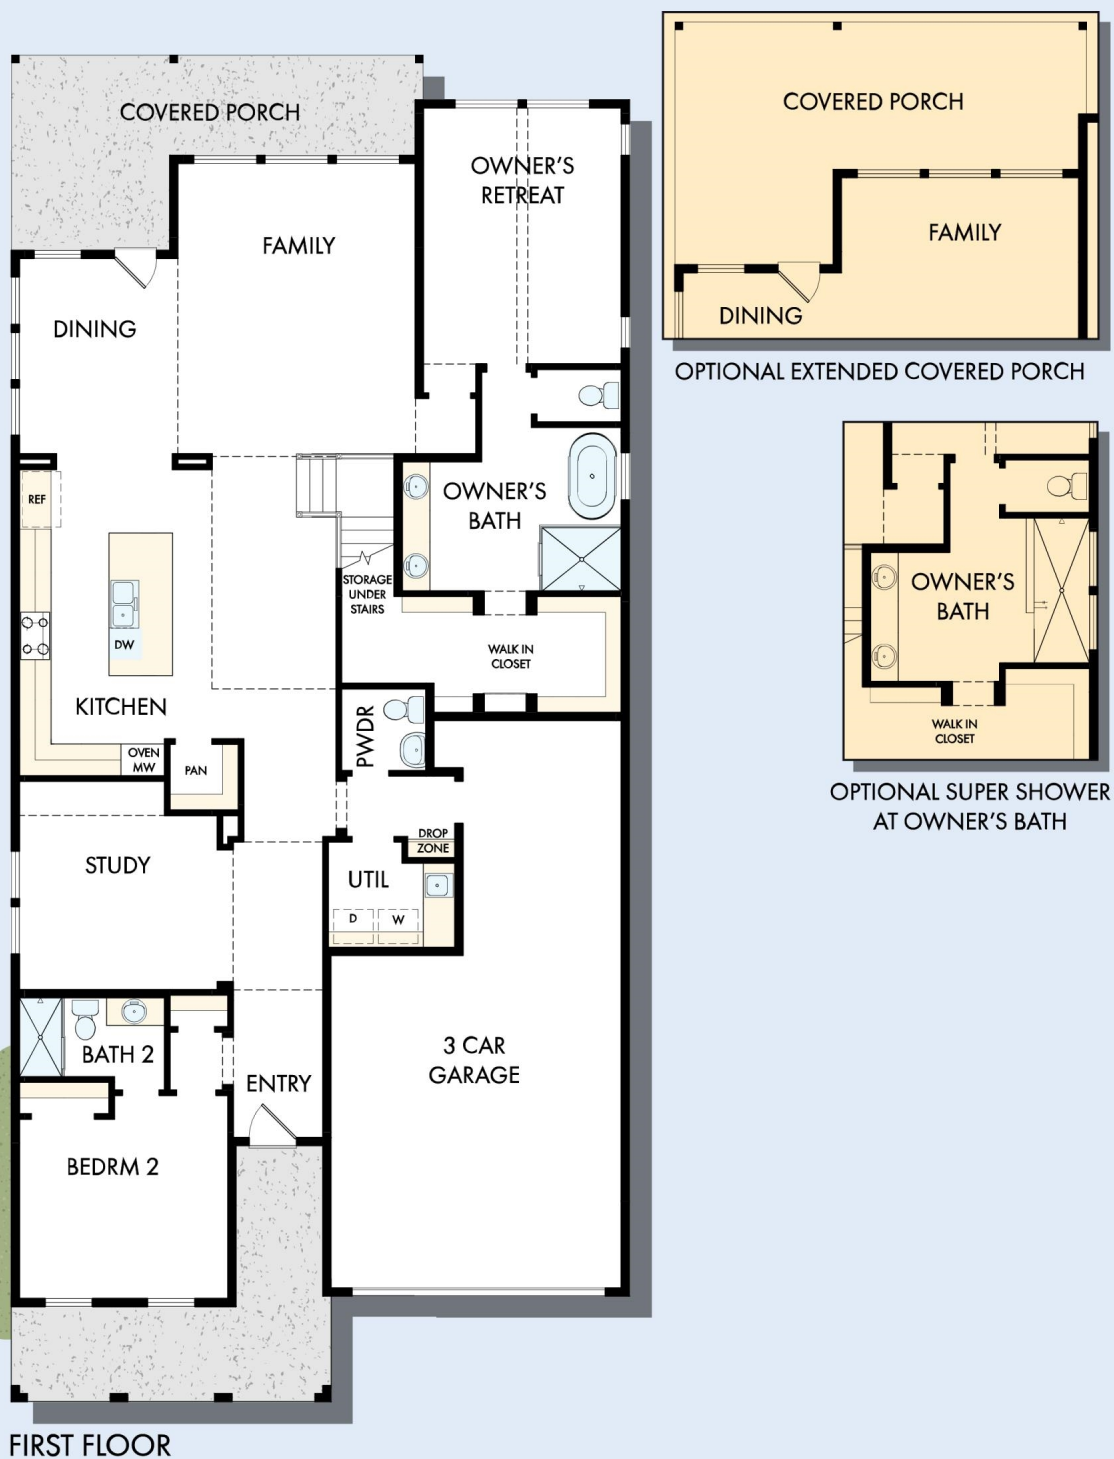 COVERED PORCH
OWNER'S
RETREAT
FAMILY
DINING
REF
OWNER'S
BATH
STORAGE
UNDER
STAIRS
DW
WALK IN
CLOSET
KITCHEN
PWDR
OVEN
MW
PAN
DROP
ZONE
STUDY
UTIL
D
W
BATH 2
ENTRY
3 CAR
GARAGE
BEDRM 2
FIRST FLOOR
COVERED PORCH
FAMILY
DINING
OPTIONAL EXTENDED COVERED PORCH
OWNER'S
BATH
WALK IN
CLOSET
OPTIONAL SUPER SHOWER
AT OWNER'S BATH